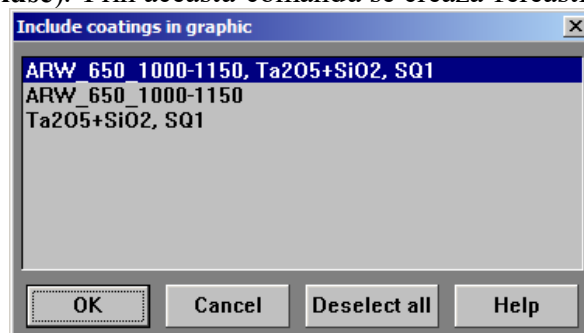 Include coatings in graphic
ARW_650_1000-1150, Ta2O5+SiO2, SQ1
ARW_650_1000-1150
Ta2O5+SiO2, SQ1
OK Cancel Deselect all Help